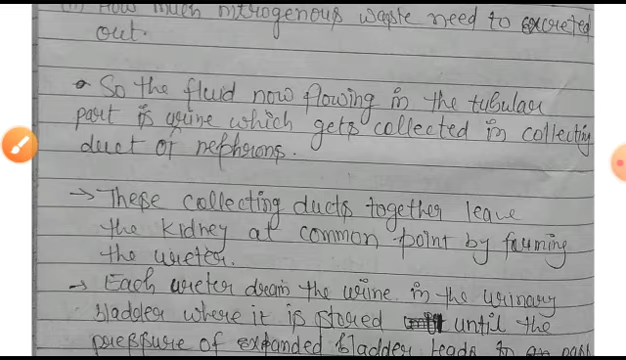 How much nitrogenous waste need to excreted
out.
So the fluid now flowing in the tubular
part is urine which gets collected in collecting
duct of nephrons.
→ These collecting ducts together leave
the kidney at common point by forming
the ureter.
→ Each ureter drain the urine in the urinary
bladder where it is stored until the
pressure of expanded bladder leads to an